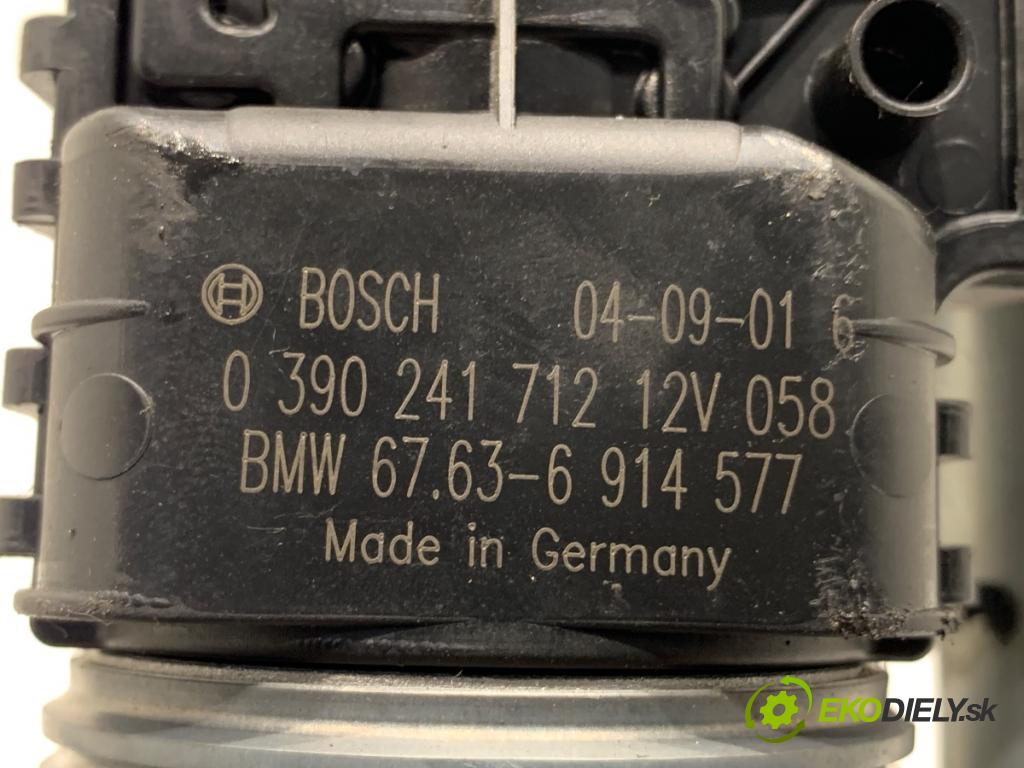 BOSCH 04-09-01 6
0 390 241 712 12V 058
BMW 67.63-6 914 577
Made in Germany
EKODIELY.sk